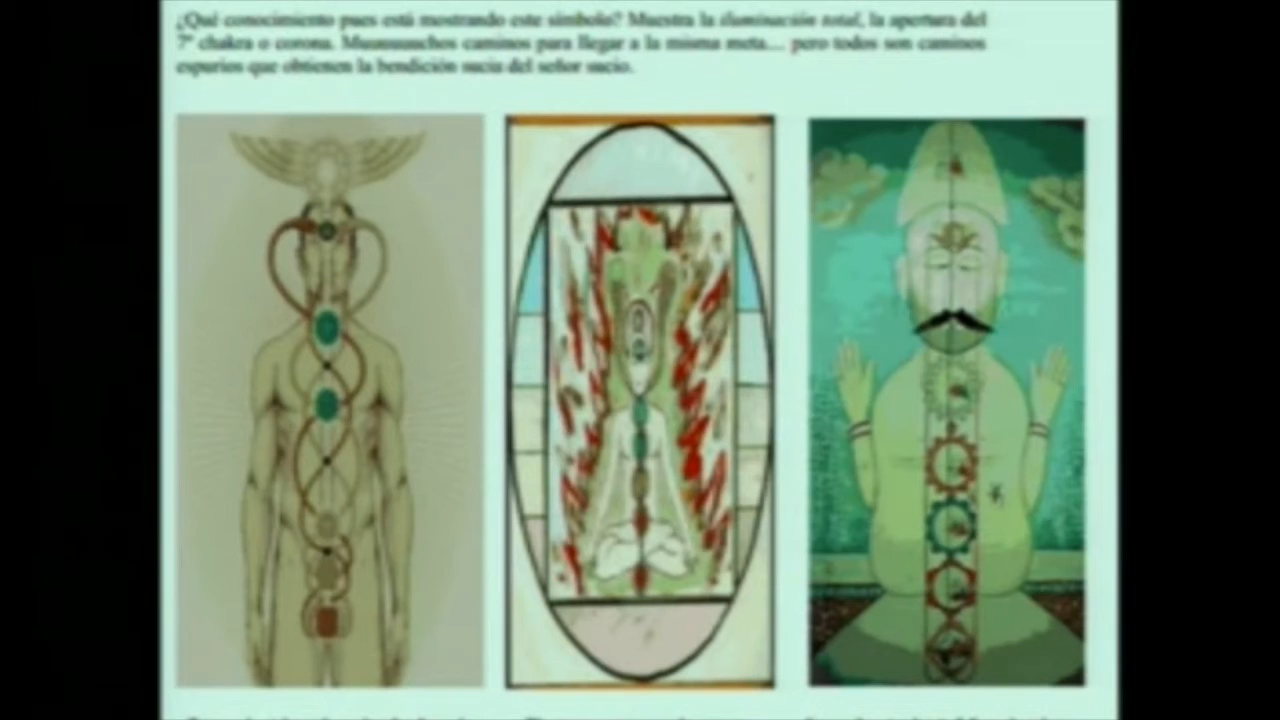 ¿Qué conocimiento pues está mostrando este símbolo? Muestra la iluminación total, la apertura del
7º chakra o corona. Muuuuuuchos caminos para llegar a la misma meta.... pero todos son caminos
espurios que obtienen la bendición sucia del señor sucio.